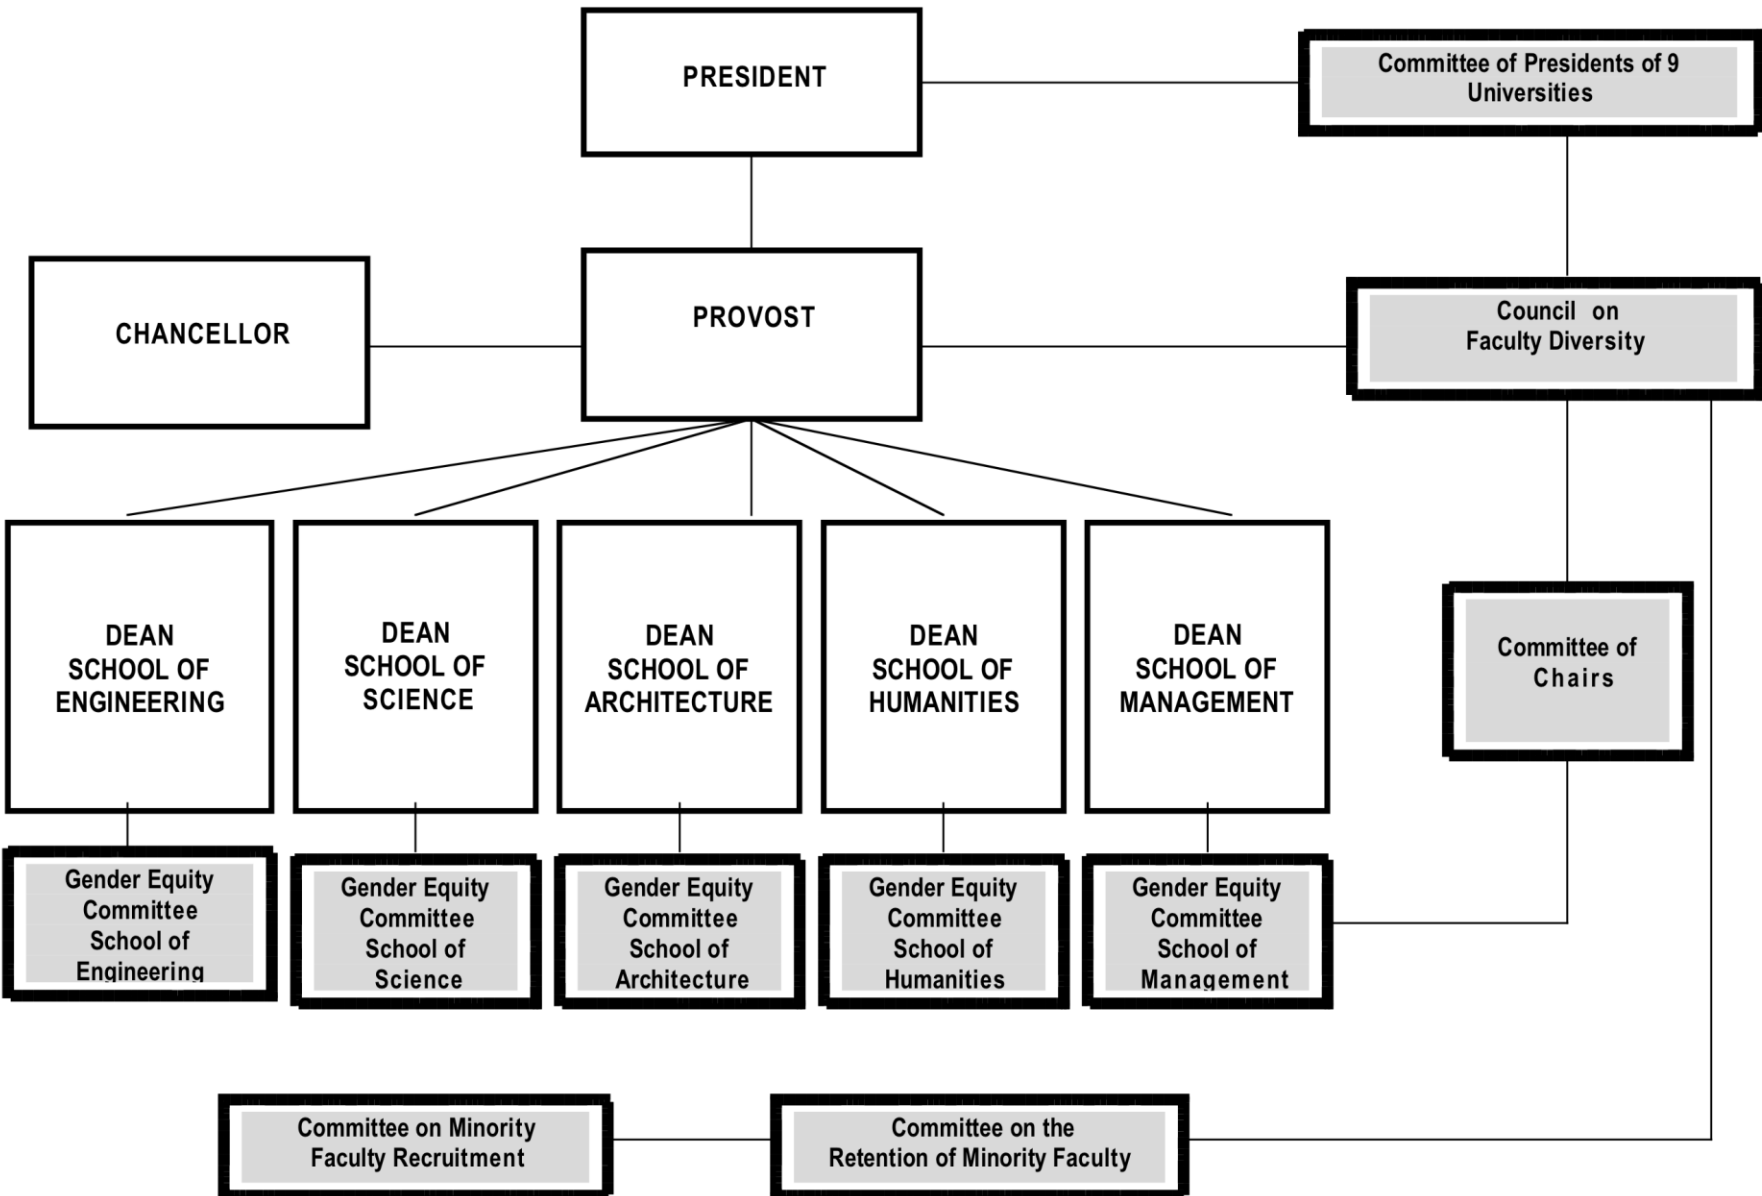 PRESIDENT
Committee of Presidents of 9
Universities
CHANCELLOR
PROVOST
Council on
Faculty Diversity
DEAN
SCHOOL OF
ENGINEERING
DEAN
SCHOOL OF
SCIENCE
DEAN
SCHOOL OF
ARCHITECTURE
DEAN
SCHOOL OF
HUMANITIES
DEAN
SCHOOL OF
MANAGEMENT
Committee of
Chairs
Gender Equity
Committee
School of
Engineering
Gender Equity
Committee
School of
Science
Gender Equity
Committee
School of
Architecture
Gender Equity
Committee
School of
Humanities
Gender Equity
Committee
School of
Management
Committee on Minority
Faculty Recruitment
Committee on the
Retention of Minority Faculty